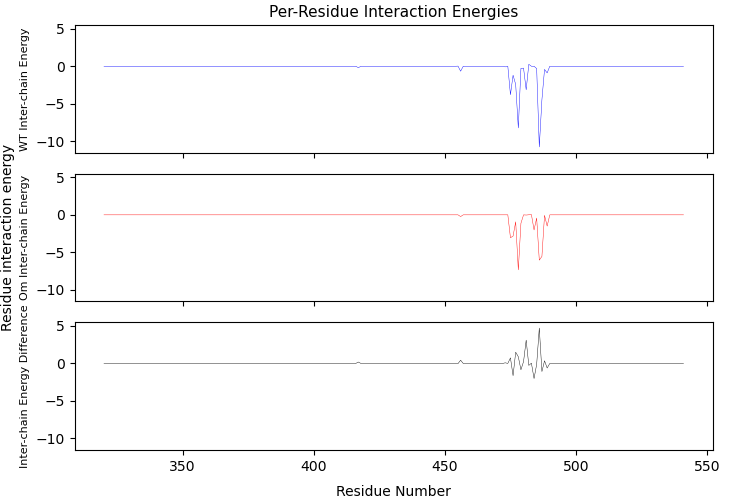 Per-Residue Interaction Energies
Residue interaction energy
WT Inter-chain Energy
5
0
−5
−10
Om Inter-chain Energy
5
0
−5
−10
Inter-chain Energy Difference
5
0
−5
−10
350
400
450
500
550
Residue Number